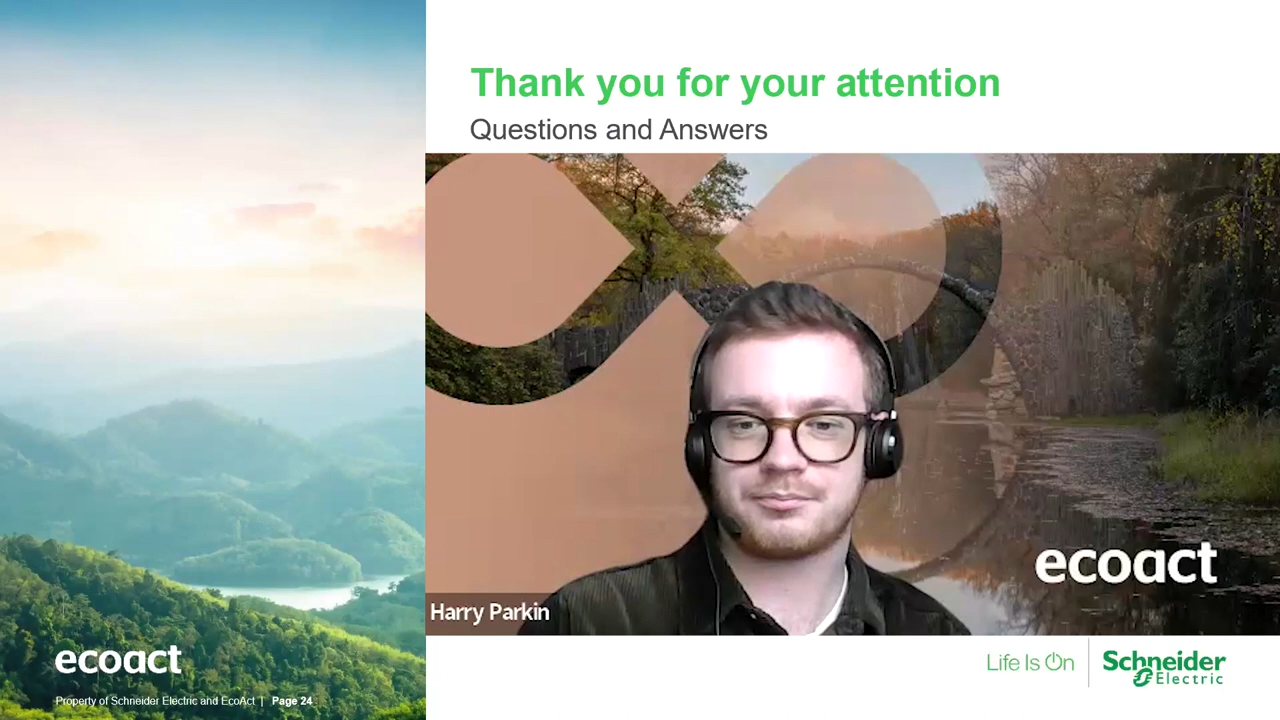 Thank you for your attention
Questions and Answers
ecoact
Harry Parkin
Life Is On
Schneider
Electric
ecoact
Property of Schneider Electric and EcoAct | Page 24